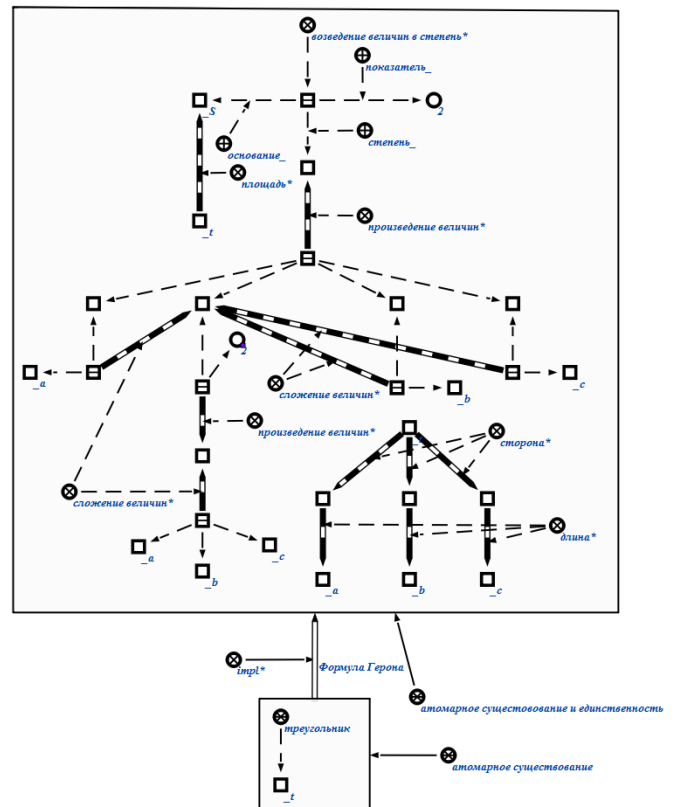 возведение величин в степень*
показатель_
_S
2
степень_
основание_
площадь*
произведение величин*
_t
2
_a
сложение величин*
_b
_c
произведение величин*
сторона*
сложение величин*
длина*
_a
_c
_b
_a
_b
_c
impl*
Формула Герона
атомарное существование и единственность
треугольник
атомарное существование
_t